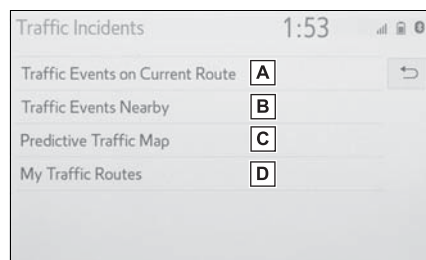 Traffic Incidents 1:53
Traffic Events on Current Route A
Traffic Events Nearby B
Predictive Traffic Map C
My Traffic Routes D